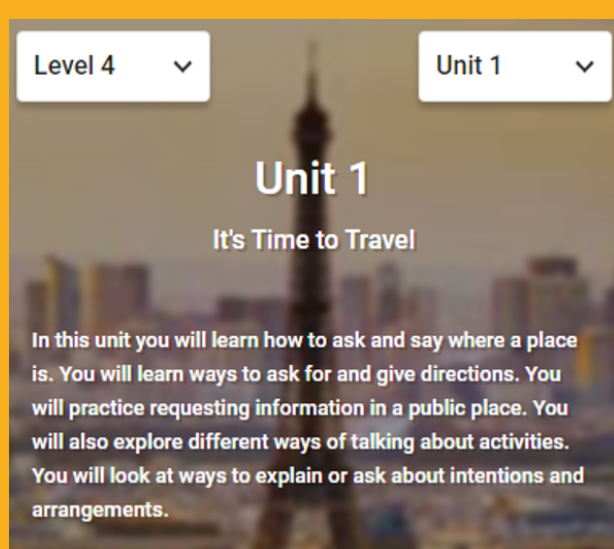 Level 4
Unit 1
Unit 1
It's Time to Travel
In this unit you will learn how to ask and say where a place
is. You will learn ways to ask for and give directions. You
will practice requesting information in a public place. You
will also explore different ways of talking about activities.
You will look at ways to explain or ask about intentions and
arrangements.